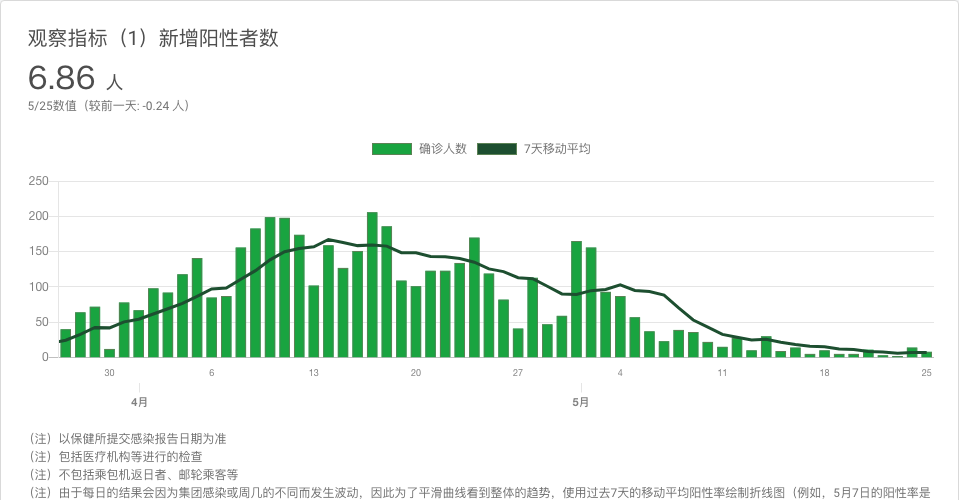 观察指标（1）新增阳性者数
6.86 人
5/25数值（较前一天: -0.24 人）
确诊人数 7天移动平均
250
200
150
100
50
0
30 6 13 20 27 4 11 18 25
4月 5月
（注）以保健所提交感染报告日期为准
（注）包括医疗机构等进行的检查
（注）不包括乘包机返日者、邮轮乘客等
（注）由于每日的结果会因为集团感染或周几的不同而发生波动，因此为了平滑曲线看到整体的趋势，使用过去7天的移动平均阳性率绘制折线图（例如，5月7日的阳性率是